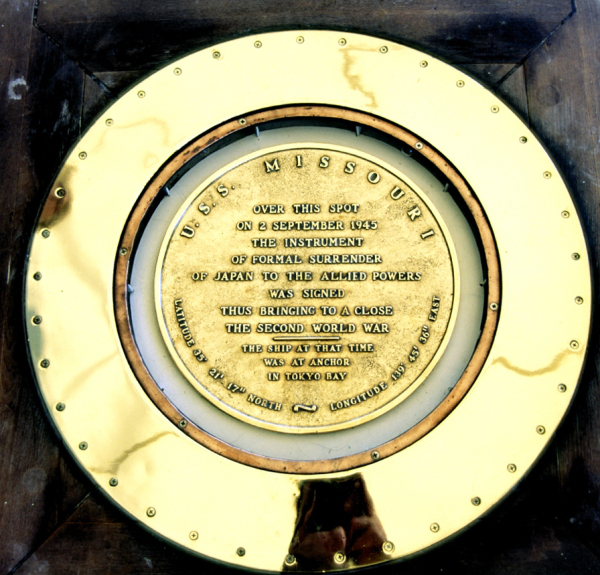 U.S.S. MISSOURI
OVER THIS SPOT
ON 2 SEPTEMBER 1945
THE INSTRUMENT
OF FORMAL SURRENDER
OF JAPAN TO THE ALLIED POWERS
WAS SIGNED
THUS BRINGING TO A CLOSE
THE SECOND WORLD WAR
THE SHIP AT THAT TIME
WAS AT ANCHOR
IN TOKYO BAY
LATITUDE 35° 21' 17" NORTH ~ LONGITUDE 139° 45' 36" EAST